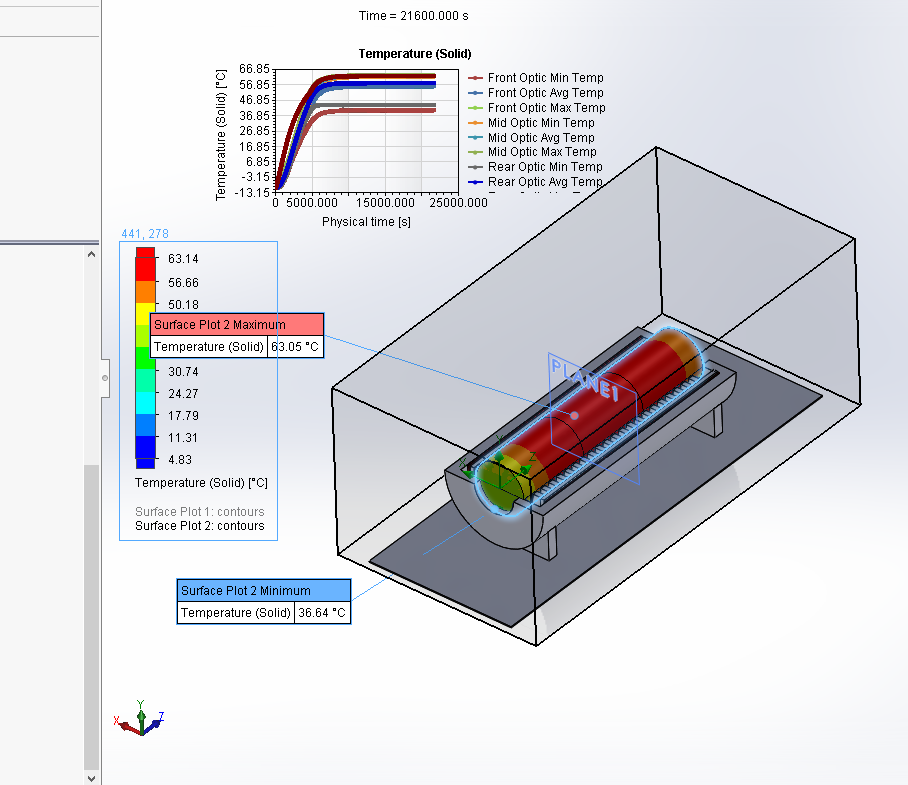 Time = 21600.000 s
Temperature (Solid)
Temperature (Solid) [°C]
66.85
56.85
46.85
36.85
26.85
16.85
6.85
-3.15
-13.15
0
5000.000
15000.000
25000.000
Physical time [s]
Front Optic Min Temp
Front Optic Avg Temp
Front Optic Max Temp
Mid Optic Min Temp
Mid Optic Avg Temp
Mid Optic Max Temp
Rear Optic Min Temp
Rear Optic Avg Temp
441, 278
63.14
56.66
50.18
Surface Plot 2 Maximum
Temperature (Solid) 63.05 °C
30.74
24.27
17.79
11.31
4.83
Temperature (Solid) [°C]
Surface Plot 1: contours
Surface Plot 2: contours
PLANE1
Surface Plot 2 Minimum
Temperature (Solid) 36.64 °C
Y
X
Z